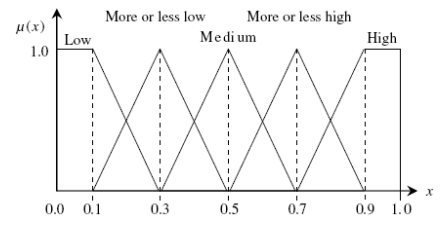 More or less low More or less high
μ(x)
Low Medium High
1.0
x
0.0 0.1 0.3 0.5 0.7 0.9 1.0